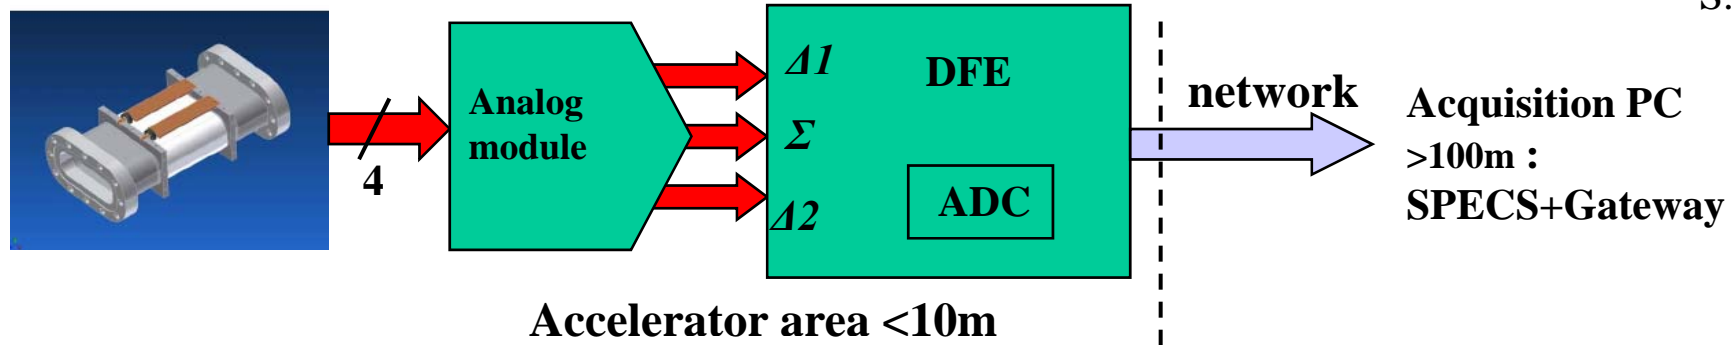 S.
4
Analog
module
Δ1
Σ
Δ2
DFE
ADC
network
Acquisition PC
>100m :
SPECS+Gateway
Accelerator area <10m